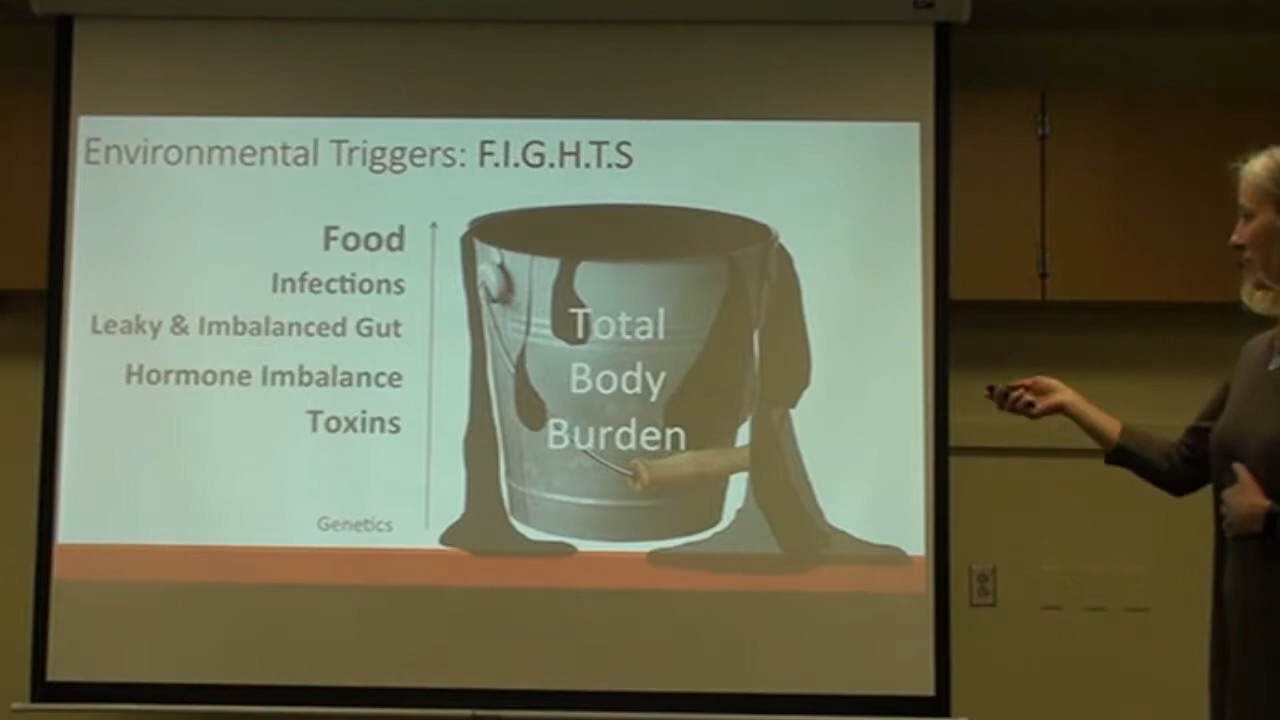 Environmental Triggers: F.I.G.H.T.S
Food
Infections
Leaky & Imbalanced Gut
Hormone Imbalance
Toxins
Genetics
Total
Body
Burden